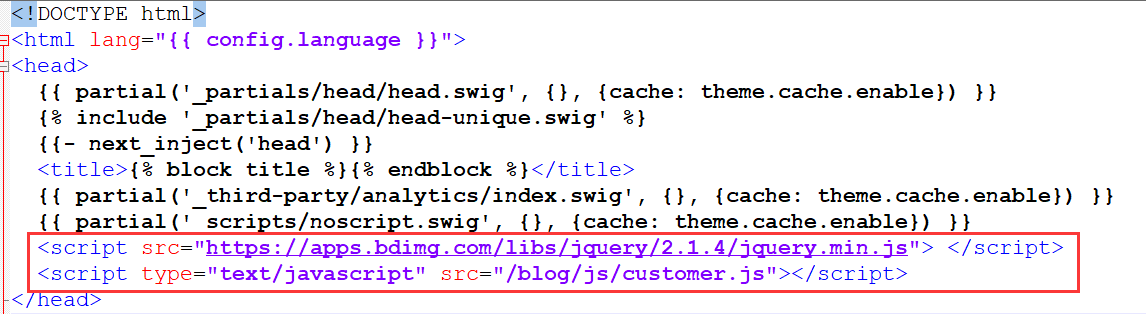 <!DOCTYPE html>
<html lang="{{ config.language }}">
<head>
  {{ partial('_partials/head/head.swig', {}, {cache: theme.cache.enable}) }}
  {% include '_partials/head/head-unique.swig' %}
  {{- next_inject('head') }}
  <title>{% block title %}{% endblock %}</title>
  {{ partial('_third-party/analytics/index.swig', {}, {cache: theme.cache.enable}) }}
  {{ partial('_scripts/noscript.swig', {}, {cache: theme.cache.enable}) }}
  <script src="https://apps.bdimg.com/libs/jquery/2.1.4/jquery.min.js"> </script>
  <script type="text/javascript" src="/blog/js/customer.js"></script>
</head>